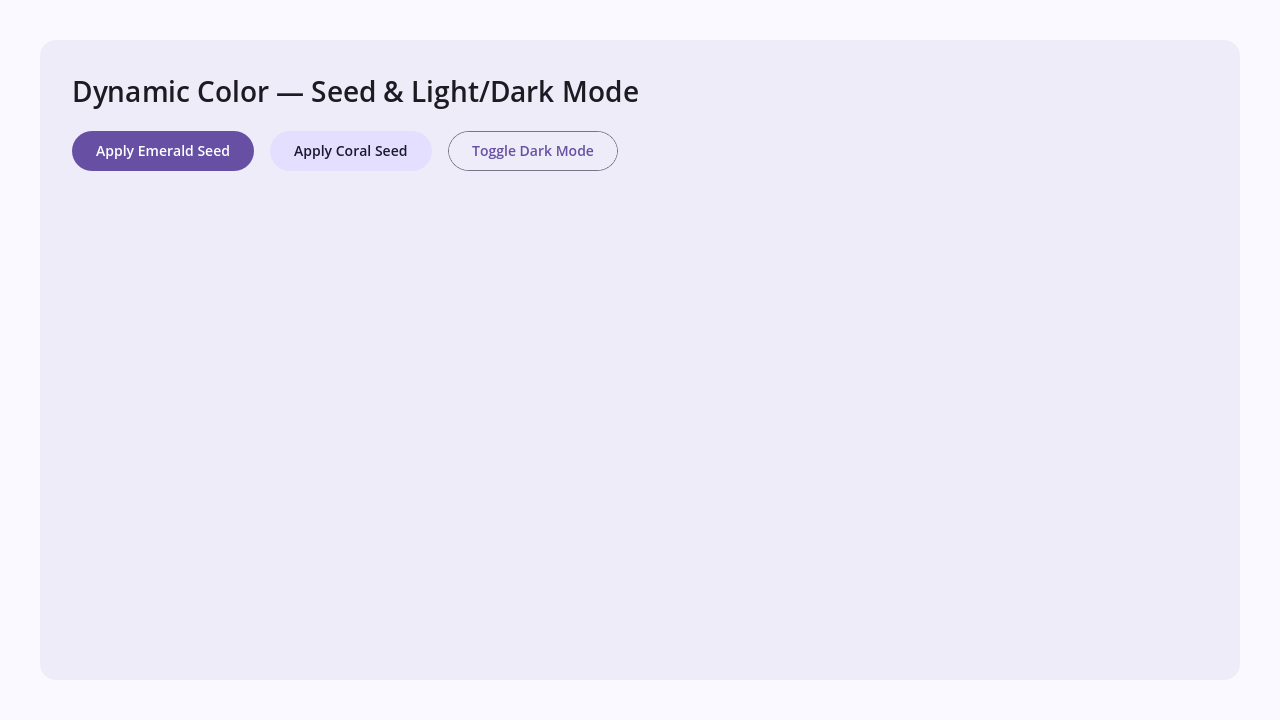 Dynamic Color — Seed & Light/Dark Mode
Apply Emerald Seed
Apply Coral Seed
Toggle Dark Mode